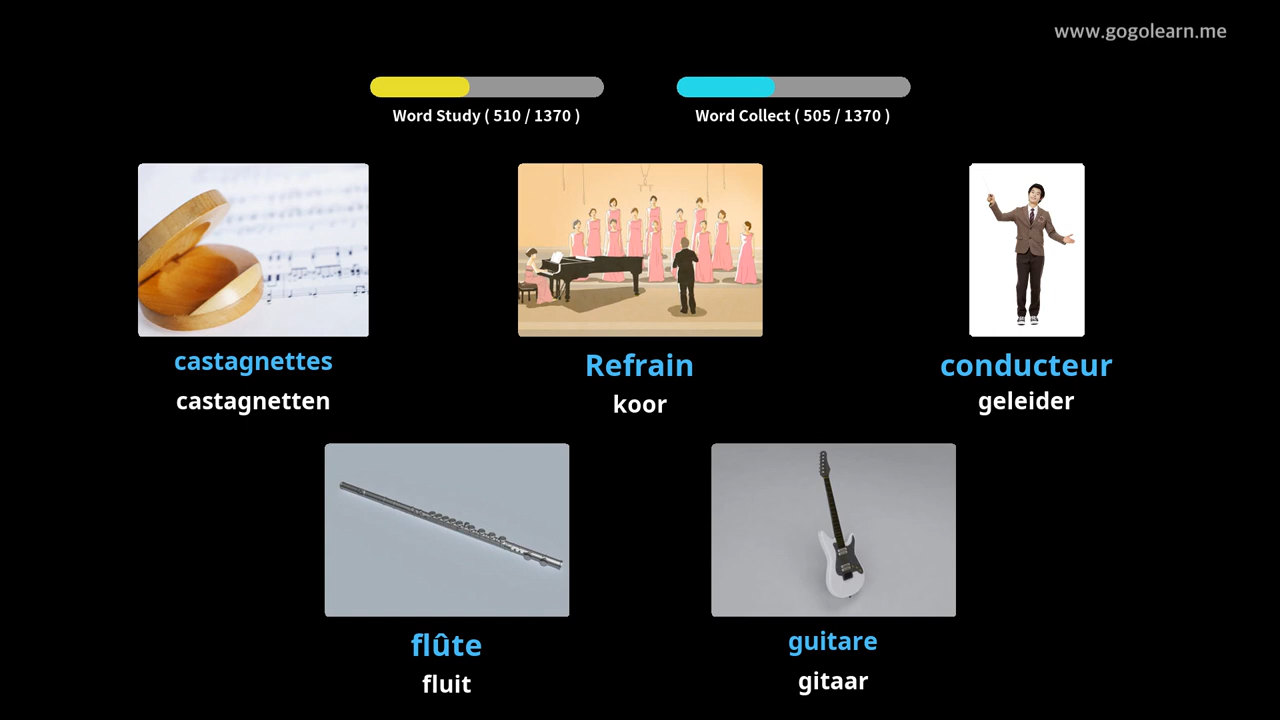 www.gogolearn.me
Word Study ( 510 / 1370 )
Word Collect ( 505 / 1370 )
castagnettes
castagnetten
Refrain
koor
conducteur
geleider
flûte
fluit
guitare
gitaar